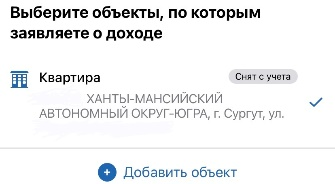 Выберите объекты, по которым
заявляете о доходе
Квартира
Снят с учета
ХАНТЫ-МАНСИЙСКИЙ
АВТОНОМНЫЙ ОКРУГ-ЮГРА, г. Сургут, ул.
Добавить объект